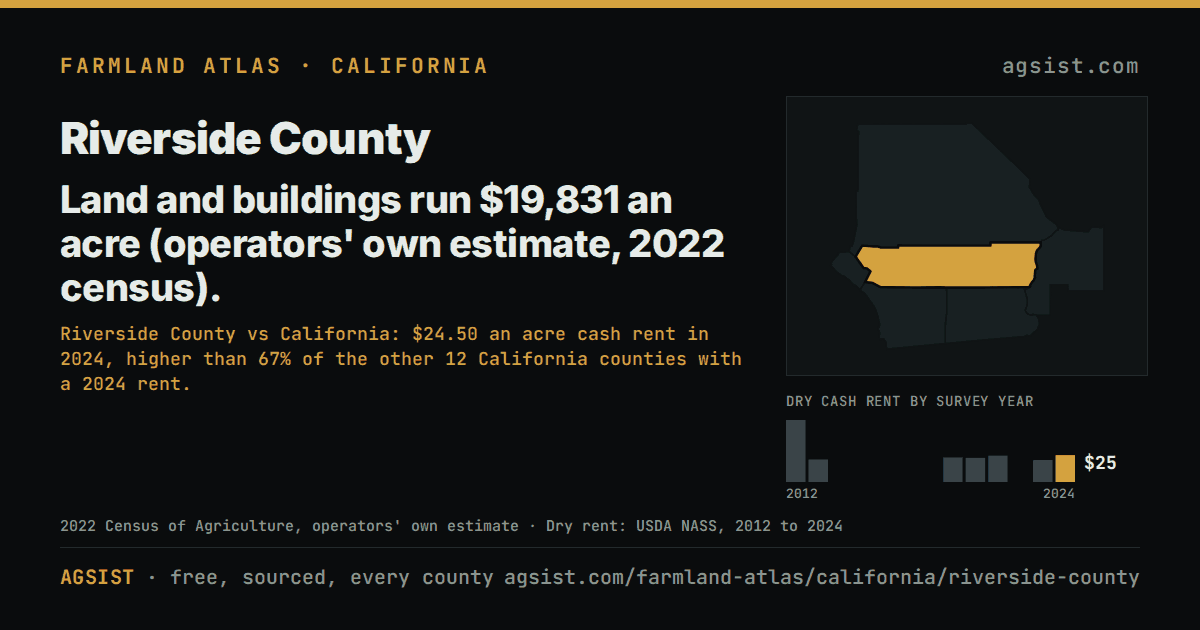 FARMLAND ATLAS · CALIFORNIA
agsist.com
Riverside County
Land and buildings run $19,831 an
acre (operators' own estimate, 2022
census).
Riverside County vs California: $24.50 an acre cash rent in
2024, higher than 67% of the other 12 California counties with
a 2024 rent.
DRY CASH RENT BY SURVEY YEAR
$25
2012
2024
2022 Census of Agriculture, operators' own estimate · Dry rent: USDA NASS, 2012 to 2024
AGSIST · free, sourced, every county
agsist.com/farmland-atlas/california/riverside-county